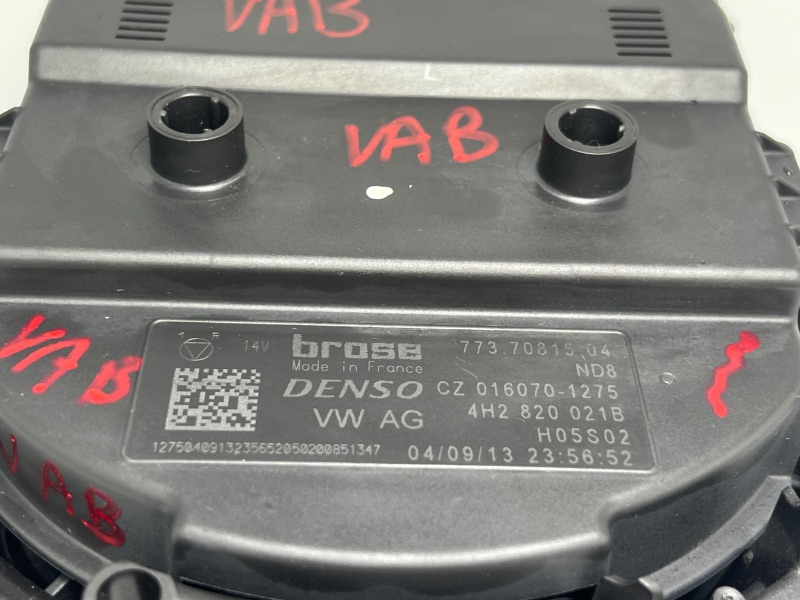 VAB
VAB
VAB
VAB
14V brose 773.70815.04
Made in France ND8
DENSO CZ 016070-1275
VW AG 4H2 820 021B
H05S02
1275040913235652050200851347 04/09/13 23:56:52